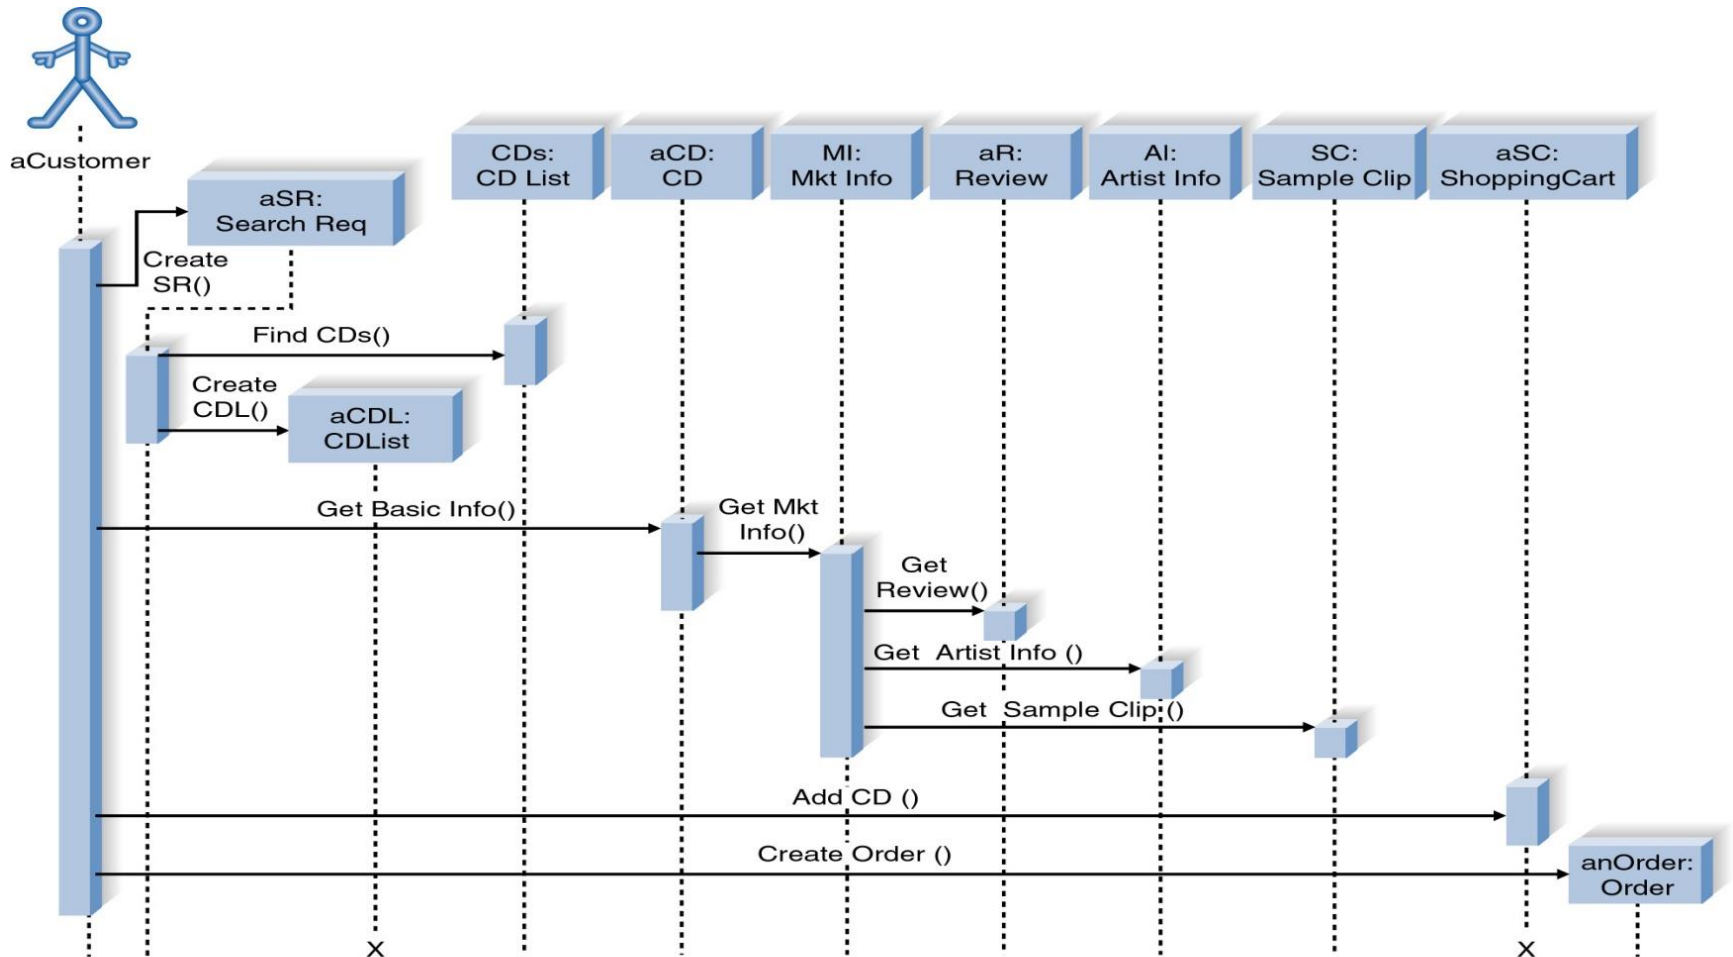 aCustomer
aSR:
Search Req
CDs:
CD List
aCD:
CD
MI:
Mkt Info
aR:
Review
AI:
Artist Info
SC:
Sample Clip
aSC:
ShoppingCart
Create
SR()
Find CDs()
Create
CDL()
aCDL:
CDList
Get Basic Info()
Get Mkt
Info()
Get
Review()
Get Artist Info ()
Get Sample Clip ()
Add CD ()
Create Order ()
anOrder:
Order
X
X